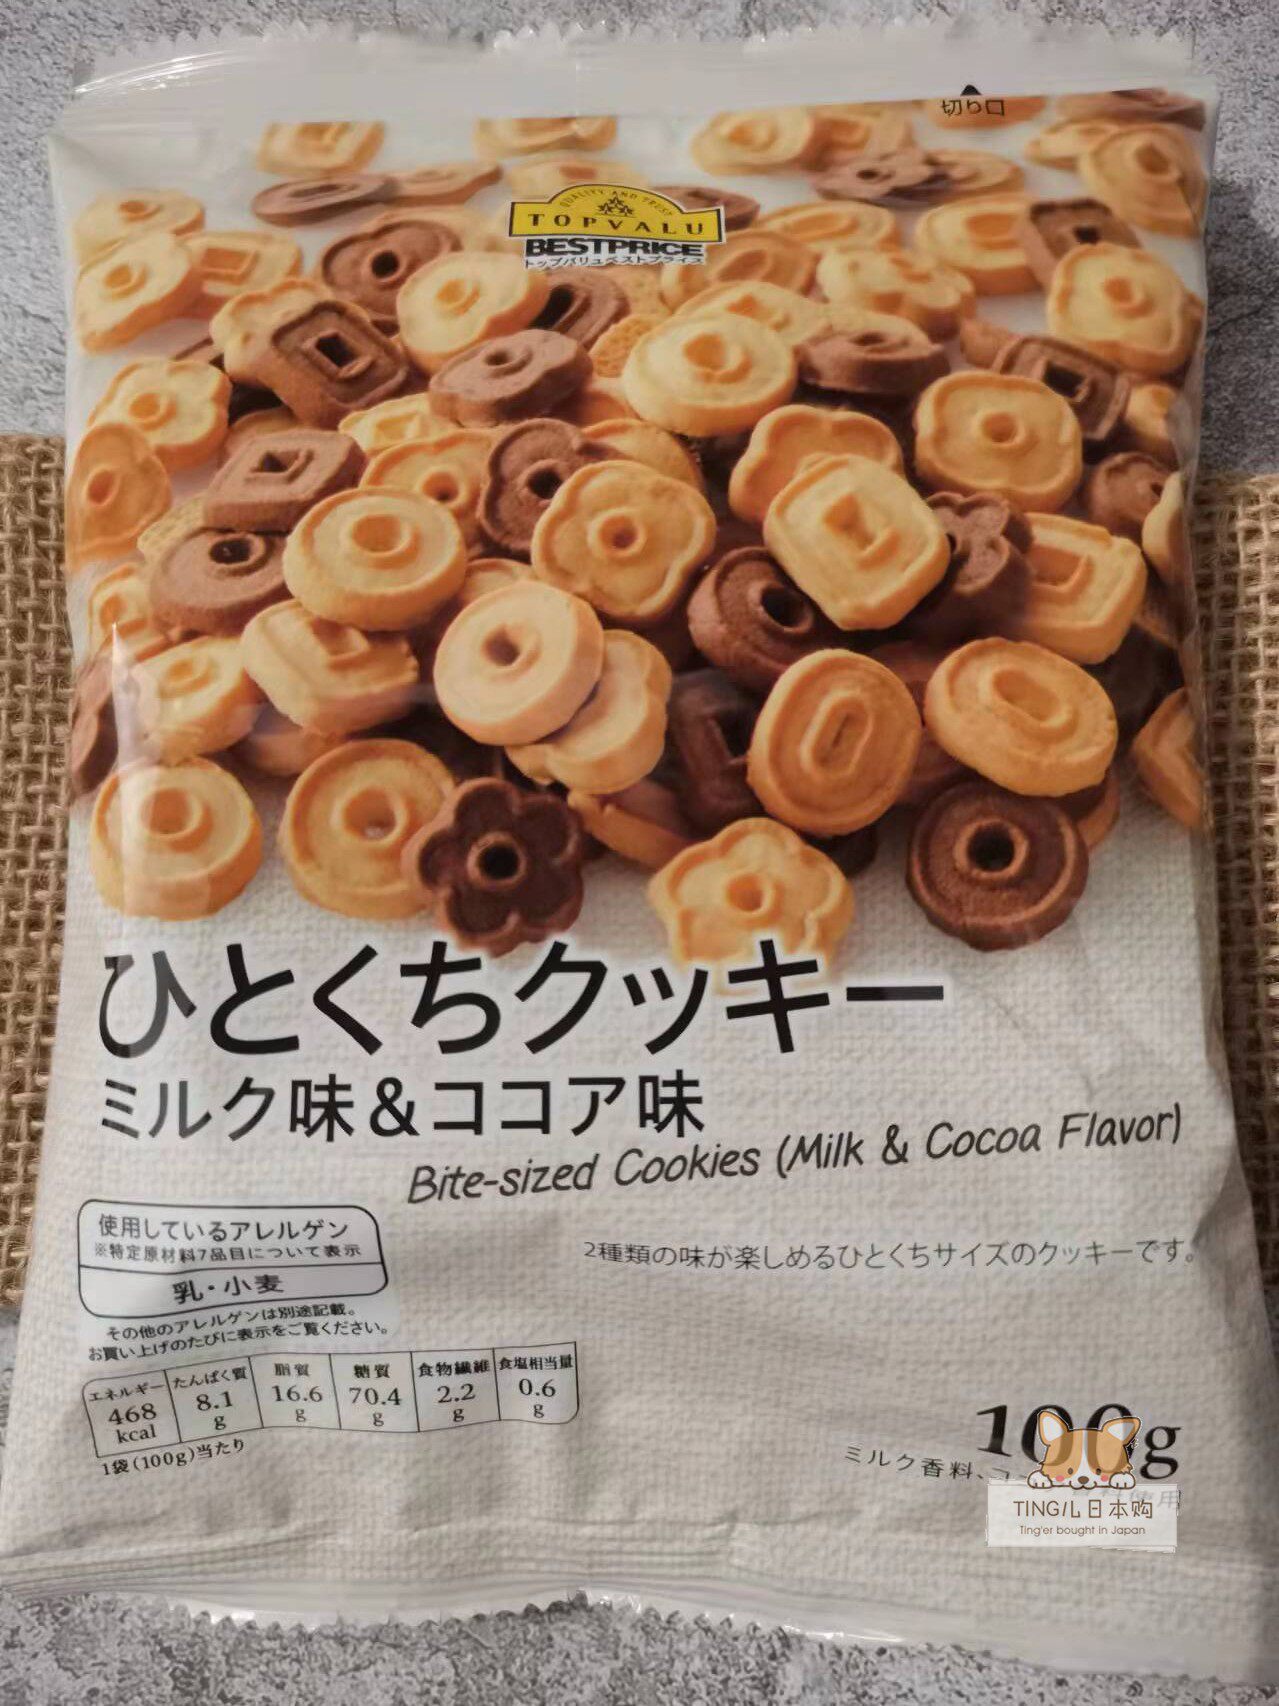 切り口
QUALITY AND TRUST
TOPVALU
BESTPRICE
トップバリュベストプライス
ひとくちクッキー
ミルク味&ココア味
Bite-sized Cookies (Milk & Cocoa Flavor)
使用しているアレルゲン
※特定原材料7品目について表示
乳・小麦
その他のアレルゲンは別途記載。
お買い上げのたびに表示をご覧ください。
2種類の味が楽しめるひとくちサイズのクッキーです。
エネルギー たんぱく質 脂質 糖質 食物繊維 食塩相当量
468 8.1 16.6 70.4 2.2 0.6
kcal g g g g g
1袋(100g)当たり
100g
ミルク香料、
TING儿日本购
Ting'er bought in Japan